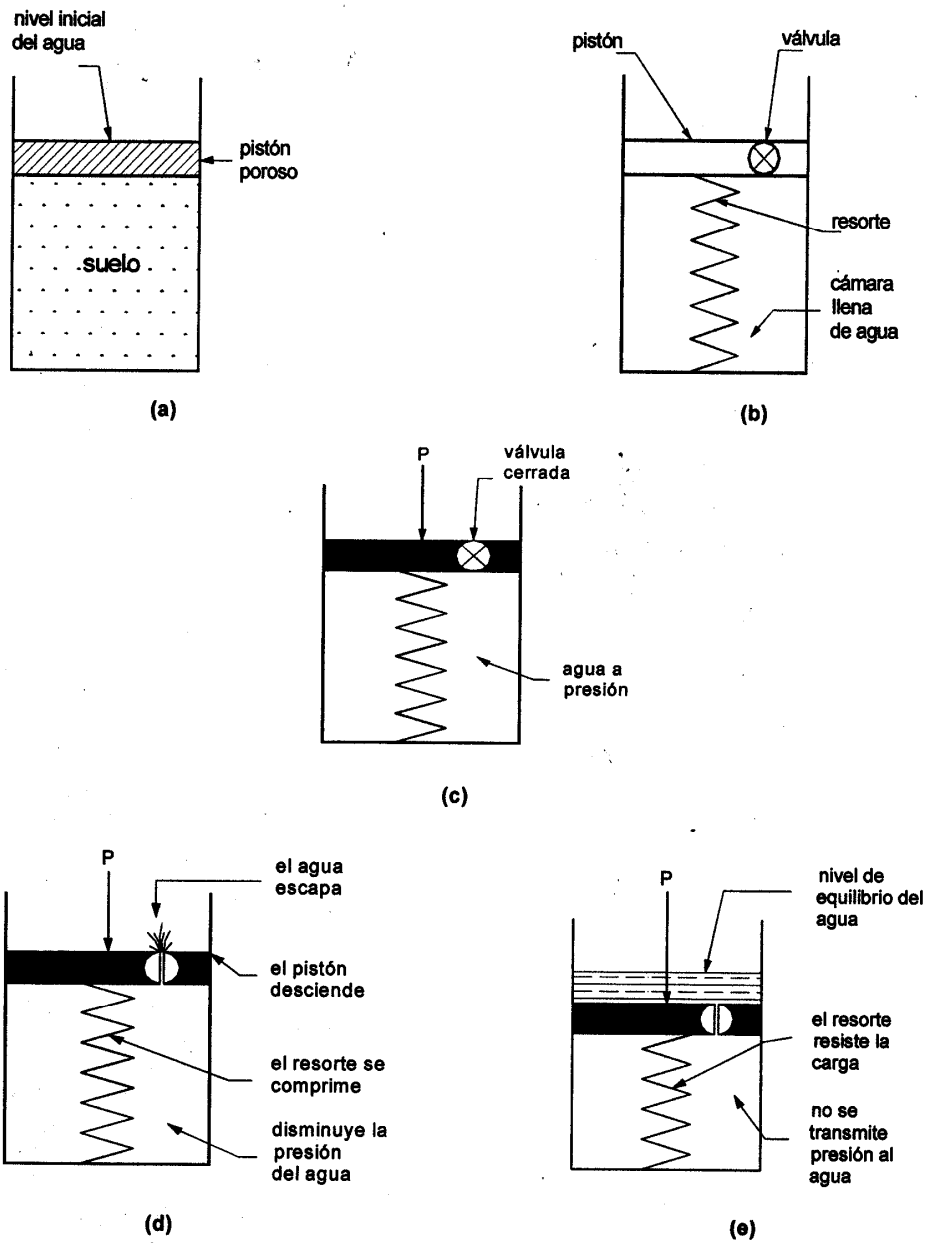 nivel inicial
del agua
pistón
poroso
suelo
(a)
pistón
válvula
resorte
cámara
llena
de agua
(b)
P
válvula
cerrada
agua a
presión
(c)
P
el agua
escapa
el pistón
desciende
el resorte se
comprime
disminuye la
presión
del agua
(d)
P
nivel de
equilibrio del
agua
el resorte
resiste la
carga
no se
transmite
presión al
agua
(e)